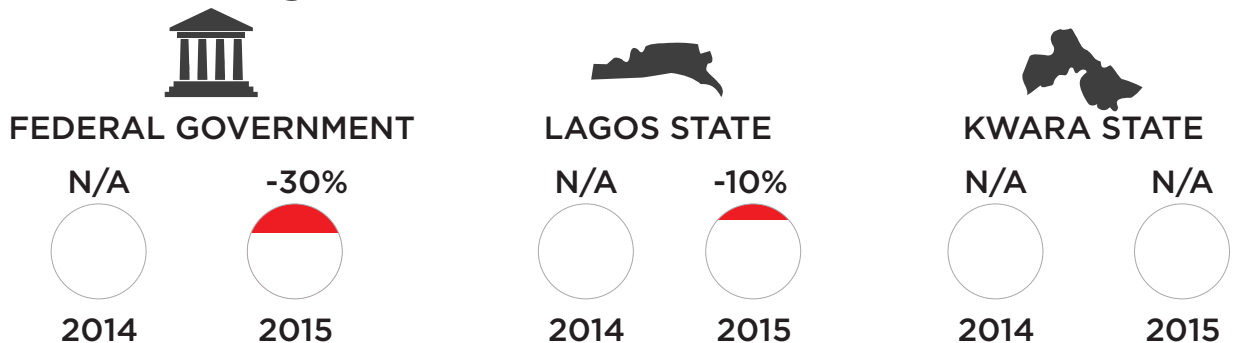 FEDERAL GOVERNMENT
N/A -30%
2014 2015
LAGOS STATE
N/A -10%
2014 2015
KWARA STATE
N/A N/A
2014 2015